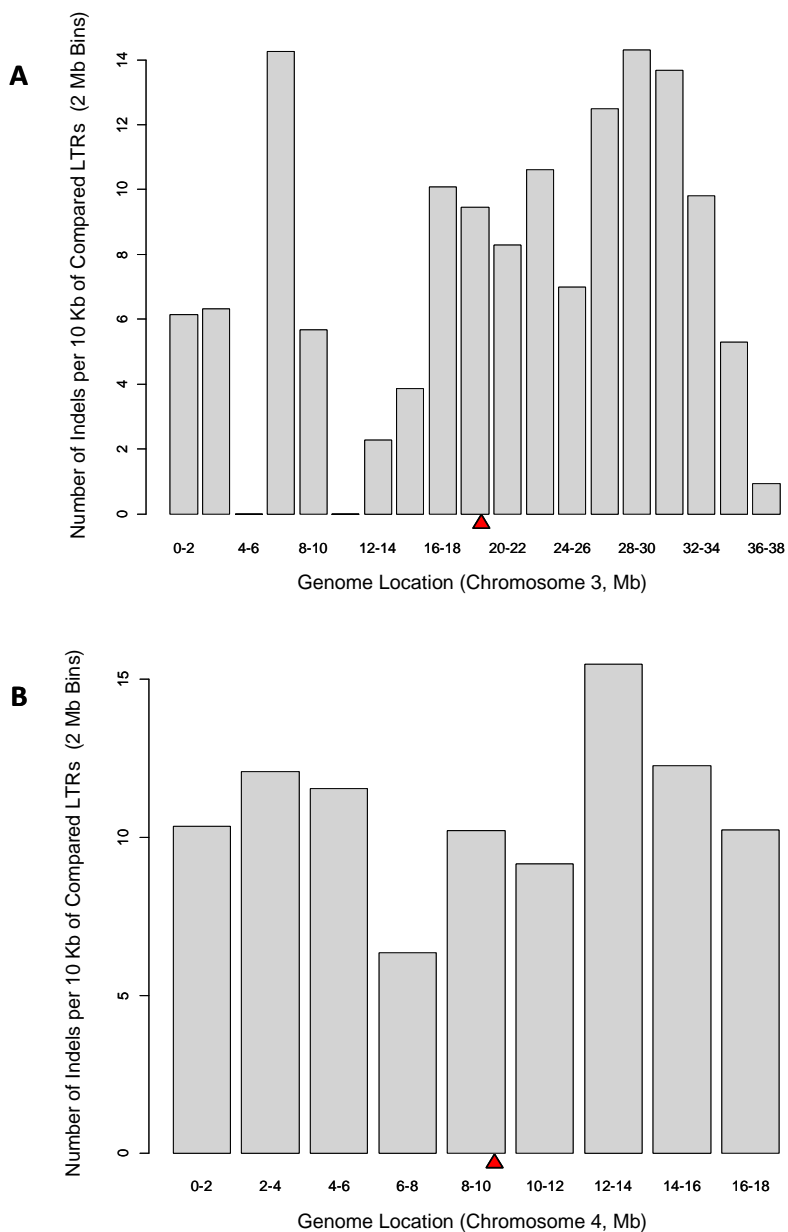 A
Number of Indels per 10 Kb of Compared LTRs (2 Mb Bins)
14
12
10
8
6
4
2
0
0-2 4-6 8-10 12-14 16-18 20-22 24-26 28-30 32-34 36-38
Genome Location (Chromosome 3, Mb)
B
Number of Indels per 10 Kb of Compared LTRs (2 Mb Bins)
15
10
5
0
0-2 2-4 4-6 6-8 8-10 10-12 12-14 14-16 16-18
Genome Location (Chromosome 4, Mb)